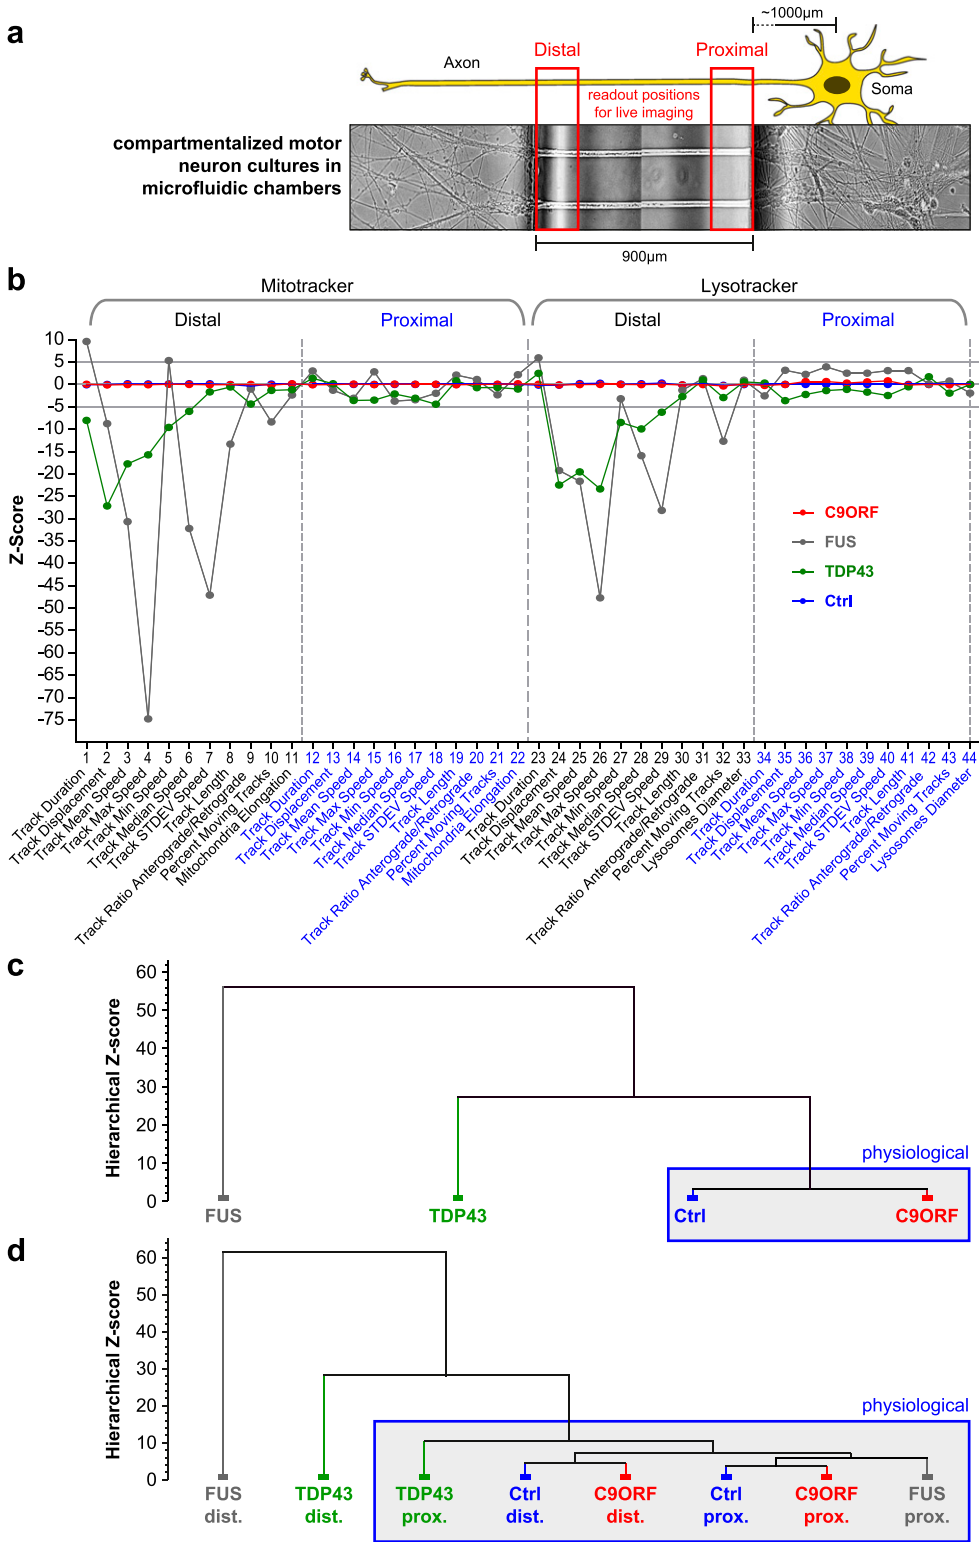 a
~1000µm
Distal
Proximal
Axon
Soma
readout positions
for live imaging
compartmentalized motor
neuron cultures in
microfluidic chambers
900µm
b
Mitotracker
Lysotracker
Distal
Proximal
Distal
Proximal
Z-Score
10
5
0
-5
-10
-15
-20
-25
-30
-35
-40
-45
-50
-55
-60
-65
-70
-75
C9ORF
FUS
TDP43
Ctrl
1 2 3 4 5 6 7 8 9 10 11 12 13 14 15 16 17 18 19 20 21 22 23 24 25 26 27 28 29 30 31 32 33 34 35 36 37 38 39 40 41 42 43 44
Track Duration
Track Displacement
Track Mean Speed
Track Max Speed
Track Min Speed
Track Median Speed
Track STDEV Speed
Track Length
Track Ratio Anterograde/Retrograde
Percent Moving Tracks
Mitochondria Elongation
Track Duration
Track Displacement
Track Mean Speed
Track Max Speed
Track Min Speed
Track Median Speed
Track STDEV Speed
Track Length
Track Ratio Anterograde/Retrograde
Percent Moving Tracks
Mitochondria Elongation
Track Duration
Track Displacement
Track Mean Speed
Track Max Speed
Track Min Speed
Track Median Speed
Track STDEV Speed
Track Length
Track Ratio Anterograde/Retrograde
Percent Moving Tracks
Lysosomes Diameter
Track Duration
Track Displacement
Track Mean Speed
Track Max Speed
Track Min Speed
Track Median Speed
Track STDEV Speed
Track Length
Track Ratio Anterograde/Retrograde
Percent Moving Tracks
Lysosomes Diameter
c
Hierarchical Z-score
60
50
40
30
20
10
0
physiological
FUS
TDP43
Ctrl
C9ORF
d
Hierarchical Z-score
60
50
40
30
20
10
0
physiological
FUS
dist.
TDP43
dist.
TDP43
prox.
Ctrl
dist.
C9ORF
dist.
Ctrl
prox.
C9ORF
prox.
FUS
prox.